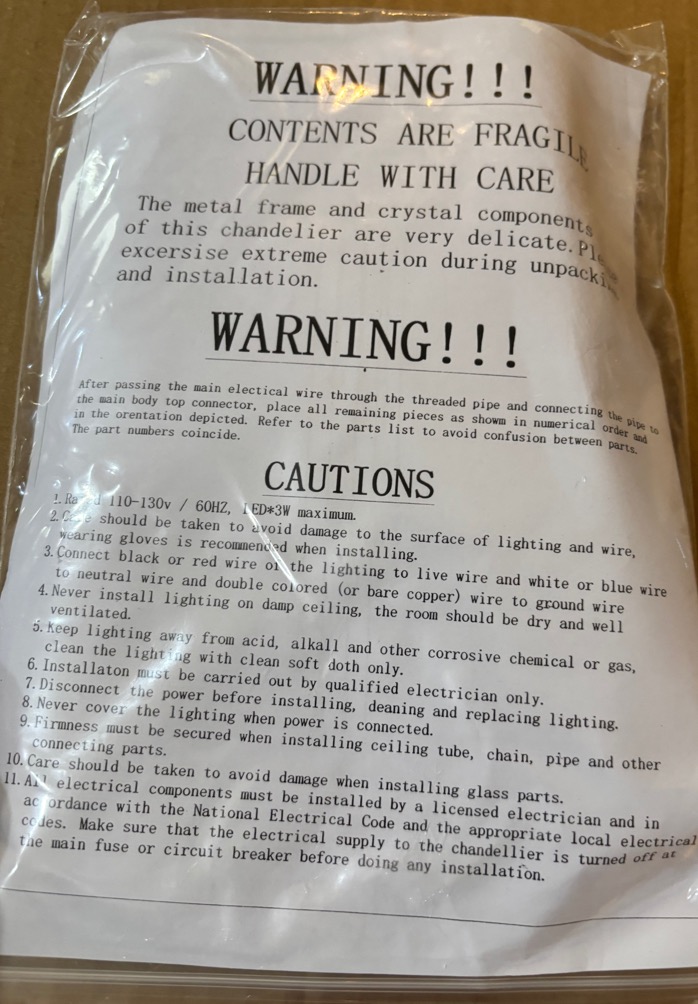 WARNING!!!
CONTENTS ARE FRAGILE
HANDLE WITH CARE
The metal frame and crystal components
of this chandelier are very delicate.
excersise extreme caution during
and installation.
WARNING!!!
After passing the main electical wire through the threaded pipe and connecting the pipe to
the main body top connector, place all remaining pieces as showm in numerical order and
in the orentation depicted. Refer to the parts list to avoid confusion between parts.
The part numbers coincide.
CAUTIONS
1. Rated 110-130v / 60HZ, LED*3W maximum.
2. Care should be taken to avoid damage to the surface of lighting and wire,
wearing gloves is recommended when installing.
3. Connect black or red wire of the lighting to live wire and white or blue wire
to neutral wire and double colored (or bare copper) wire to ground wire
4. Never install lighting on damp ceiling, the room should be dry and well
ventilated.
5. Keep lighting away from acid, alkall and other corrosive chemical or gas,
clean the lighting with clean soft doth only.
6. Installaton must be carried out by qualified electrician only.
7. Disconnect the power before installing, deaning and replacing lighting.
8. Never cover the lighting when power is connected.
9. Firmness must be secured when installing ceiling tube, chain, pipe and other
connecting parts.
10. Care should be taken to avoid damage when installing glass parts.
11. All electrical components must be installed by a licensed electrician and in
accordance with the National Electrical Code and the appropriate local electrical
codes. Make sure that the electrical supply to the chandellier is turned off at
the main fuse or circuit breaker before doing any installation.